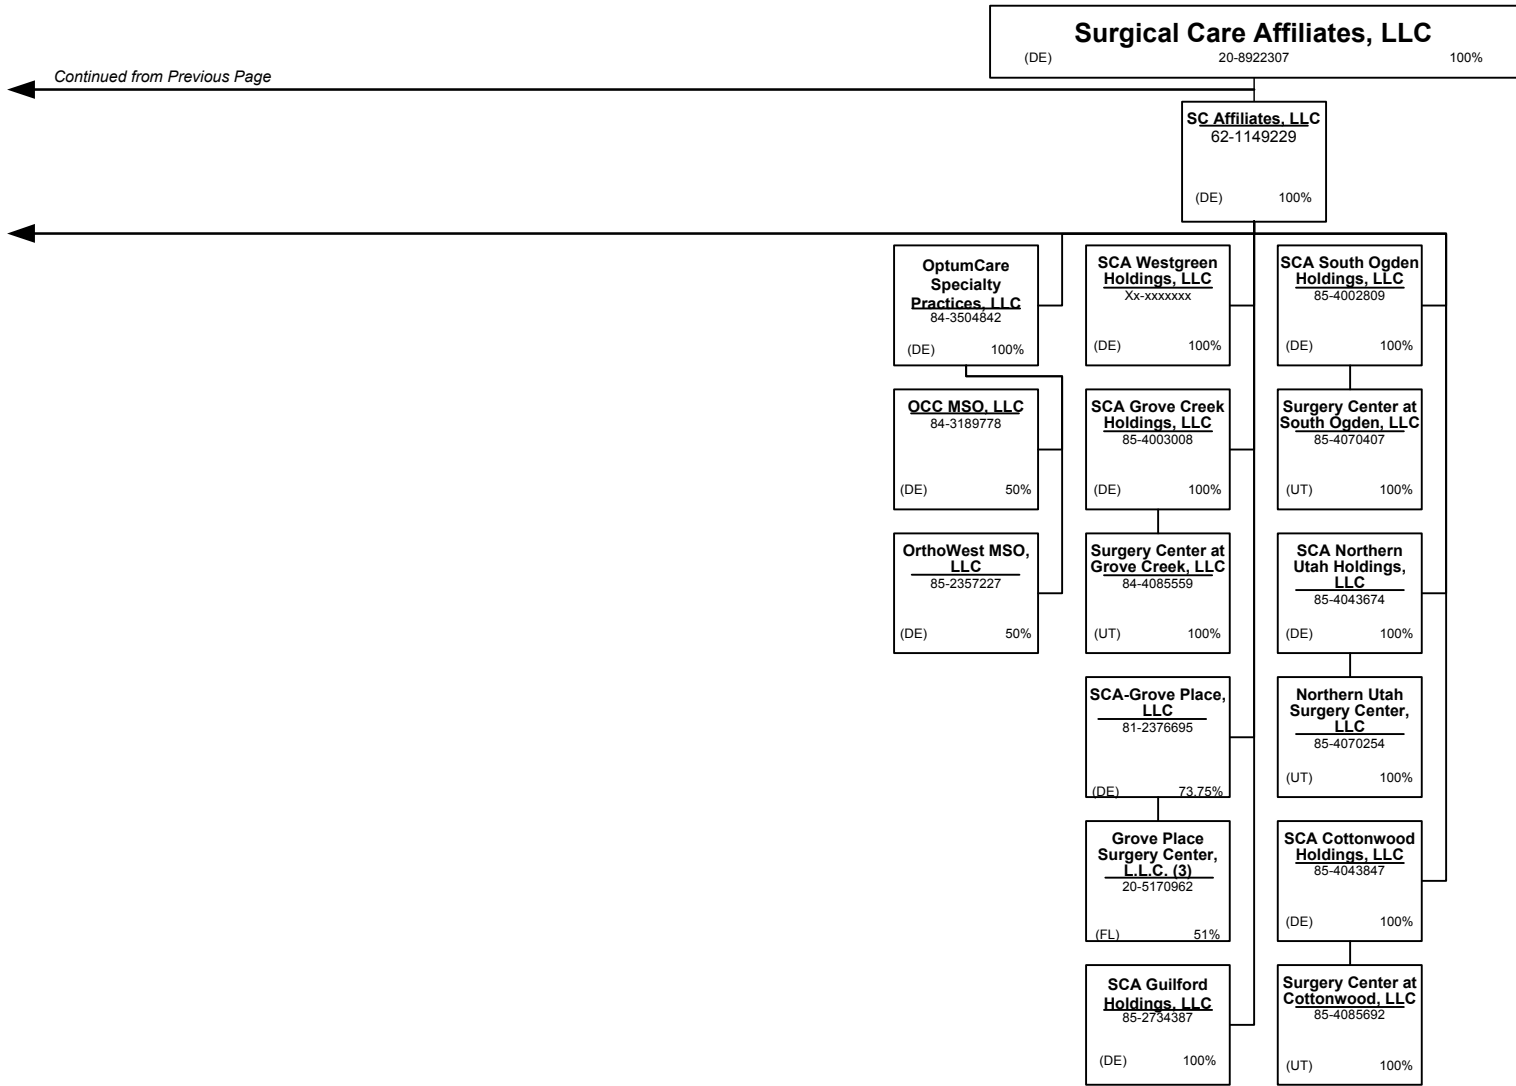 Surgical Care Affiliates, LLC
(DE) 20-8922307 100%
Continued from Previous Page
SC Affiliates, LLC
62-1149229
(DE) 100%
OptumCare
Specialty
Practices, LLC
84-3504842
(DE) 100%
OCC MSO, LLC
84-3189778
(DE) 50%
OrthoWest MSO,
LLC
85-2357227
(DE) 50%
SCA Westgreen
Holdings, LLC
Xx-xxxxxxx
(DE) 100%
SCA Grove Creek
Holdings, LLC
85-4003008
(DE) 100%
Surgery Center at
Grove Creek, LLC
84-4085559
(UT) 100%
SCA-Grove Place,
LLC
81-2376695
(DE) 73.75%
Grove Place
Surgery Center,
L.L.C. (3)
20-5170962
(FL) 51%
SCA Guilford
Holdings, LLC
85-2734387
(DE) 100%
SCA South Ogden
Holdings, LLC
85-4002809
(DE) 100%
Surgery Center at
South Ogden, LLC
85-4070407
(UT) 100%
SCA Northern
Utah Holdings,
LLC
85-4043674
(DE) 100%
Northern Utah
Surgery Center,
LLC
85-4070254
(UT) 100%
SCA Cottonwood
Holdings, LLC
85-4043847
(DE) 100%
Surgery Center at
Cottonwood, LLC
85-4085692
(UT) 100%